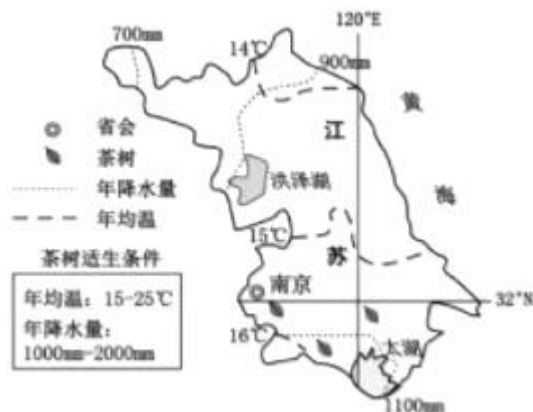 700mm
14℃
120°E
900mm
黄
海
江
苏
省会
茶树
年降水量
年均温
洪泽湖
15℃
茶树适生条件
年均温：15-25℃
年降水量：
1000mm-2000mm
南京
32°N
16℃
太湖
1100mm